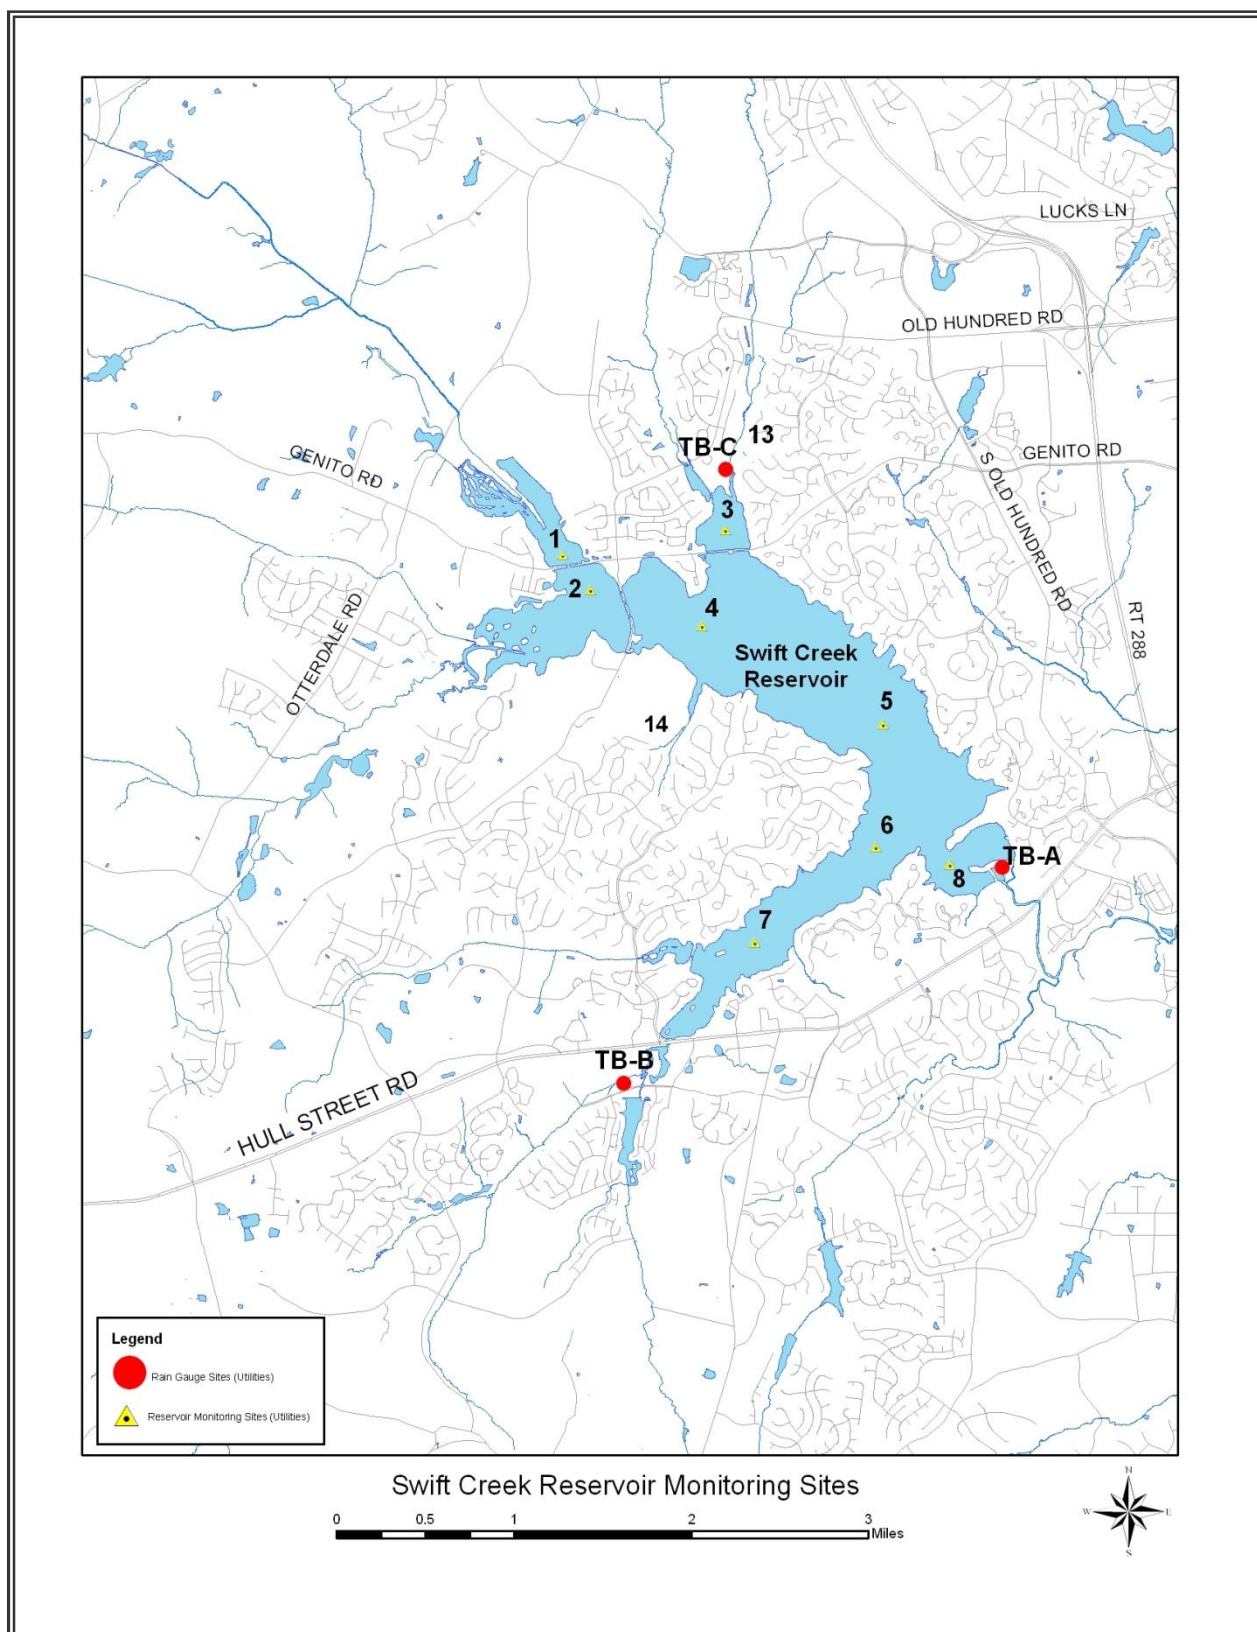 LUCKS LN
OLD HUNDRED RD
13
TB-C
GENITO RD
GENITO RD
S OLD HUNDRED RD
3
1
2
4
OTTERDALE RD
RT 288
Swift Creek
Reservoir
5
14
6
TB-A
8
7
TB-B
HULL STREET RD
Legend
Rain Gauge Sites (Utilities)
Reservoir Monitoring Sites (Utilities)
Swift Creek Reservoir Monitoring Sites
0 0.5 1 2 3
Miles
N
W E
S